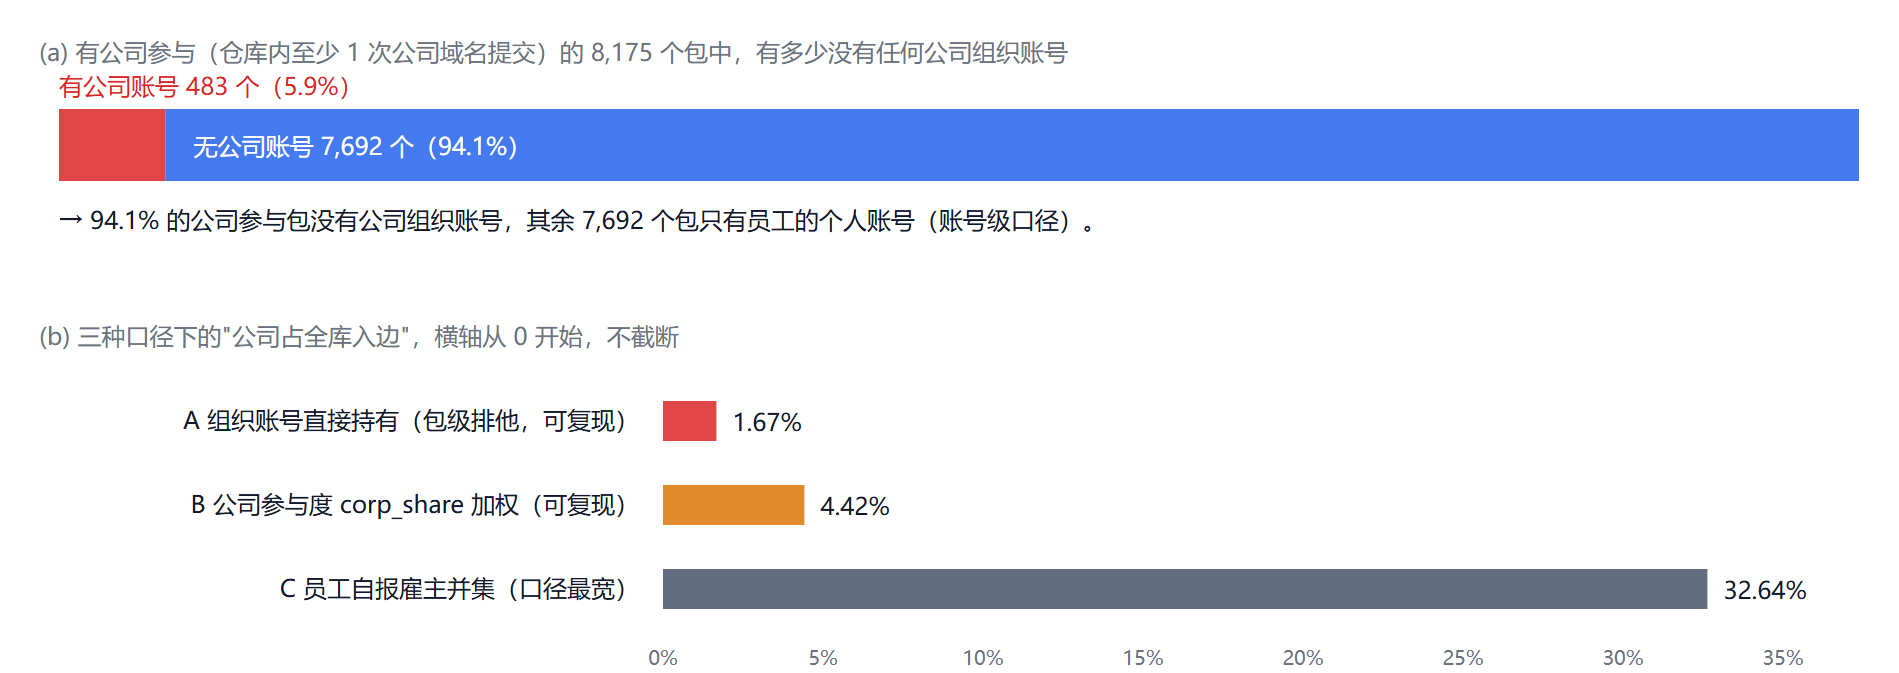 (a) 有公司参与（仓库内至少 1 次公司域名提交）的 8,175 个包中，有多少没有任何公司组织账号
有公司账号 483 个（5.9%）
无公司账号 7,692 个（94.1%）
→ 94.1% 的公司参与包没有公司组织账号，其余 7,692 个包只有员工的个人账号（账号级口径）。
(b) 三种口径下的"公司占全库入边"，横轴从 0 开始，不截断
A 组织账号直接持有（包级排他，可复现） 1.67%
B 公司参与度 corp_share 加权（可复现） 4.42%
C 员工自报雇主并集（口径最宽） 32.64%
0% 5% 10% 15% 20% 25% 30% 35%